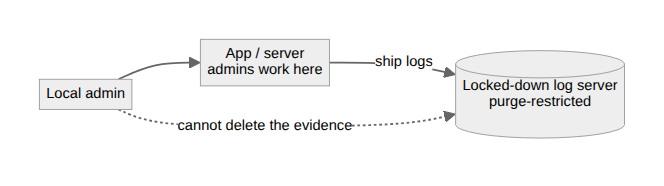 App / server
admins work here
ship logs
Locked-down log server
purge-restricted
Local admin
cannot delete the evidence